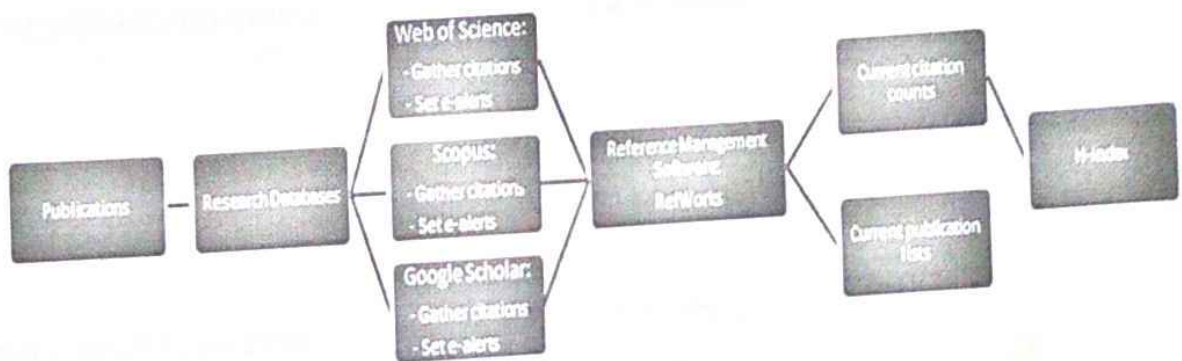 Publications
Research Databases
Web of Science:
- Gather citations
- Set e-alerts
Scopus:
- Gather citations
- Set e-alerts
Google Scholar:
- Gather citations
- Set e-alerts
Reference Management
Software:
RefWorks
Current citation
counts
Current publication
lists
H-index